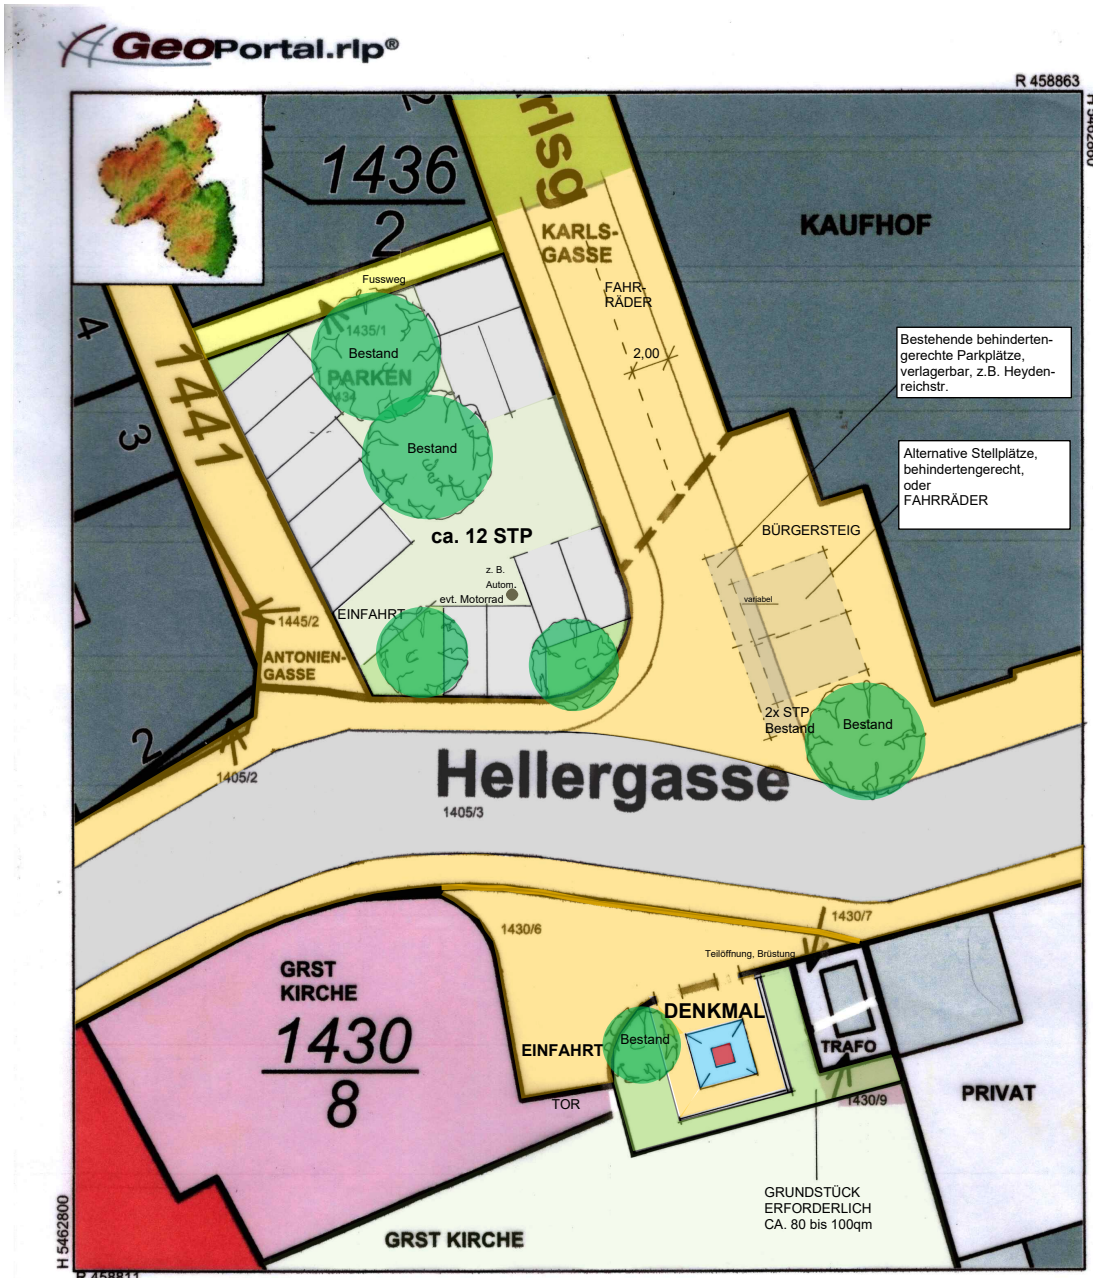 GeoPortal.rlp®
R 458863
H 5462860
2
1436
2
rlsg
KARLS-
GASSE
KAUFHOF
Fussweg
FAHR-
RÄDER
4
1435/1
Bestand
PARKEN
2,00
Bestehende behinderten-
gerechte Parkplätze,
verlagerbar, z.B. Heyden-
reichstr.
1441
3
Bestand
Alternative Stellplätze,
behindertengerecht,
oder
FAHRRÄDER
ca. 12 STP
BÜRGERSTEIG
z. B.
Autom.
evt. Motorrad
variabel
EINFAHRT
1445/2
ANTONIEN-
GASSE
2x STP
Bestand
Bestand
2
1405/2
Hellergasse
1405/3
1430/6
1430/7
Teilöffnung, Brüstung
GRST
KIRCHE
1430
8
DENKMAL
EINFAHRT
Bestand
TRAFO
TOR
1430/9
PRIVAT
GRUNDSTÜCK
ERFORDERLICH
CA. 80 bis 100qm
GRST KIRCHE
H 5462800
R 458811